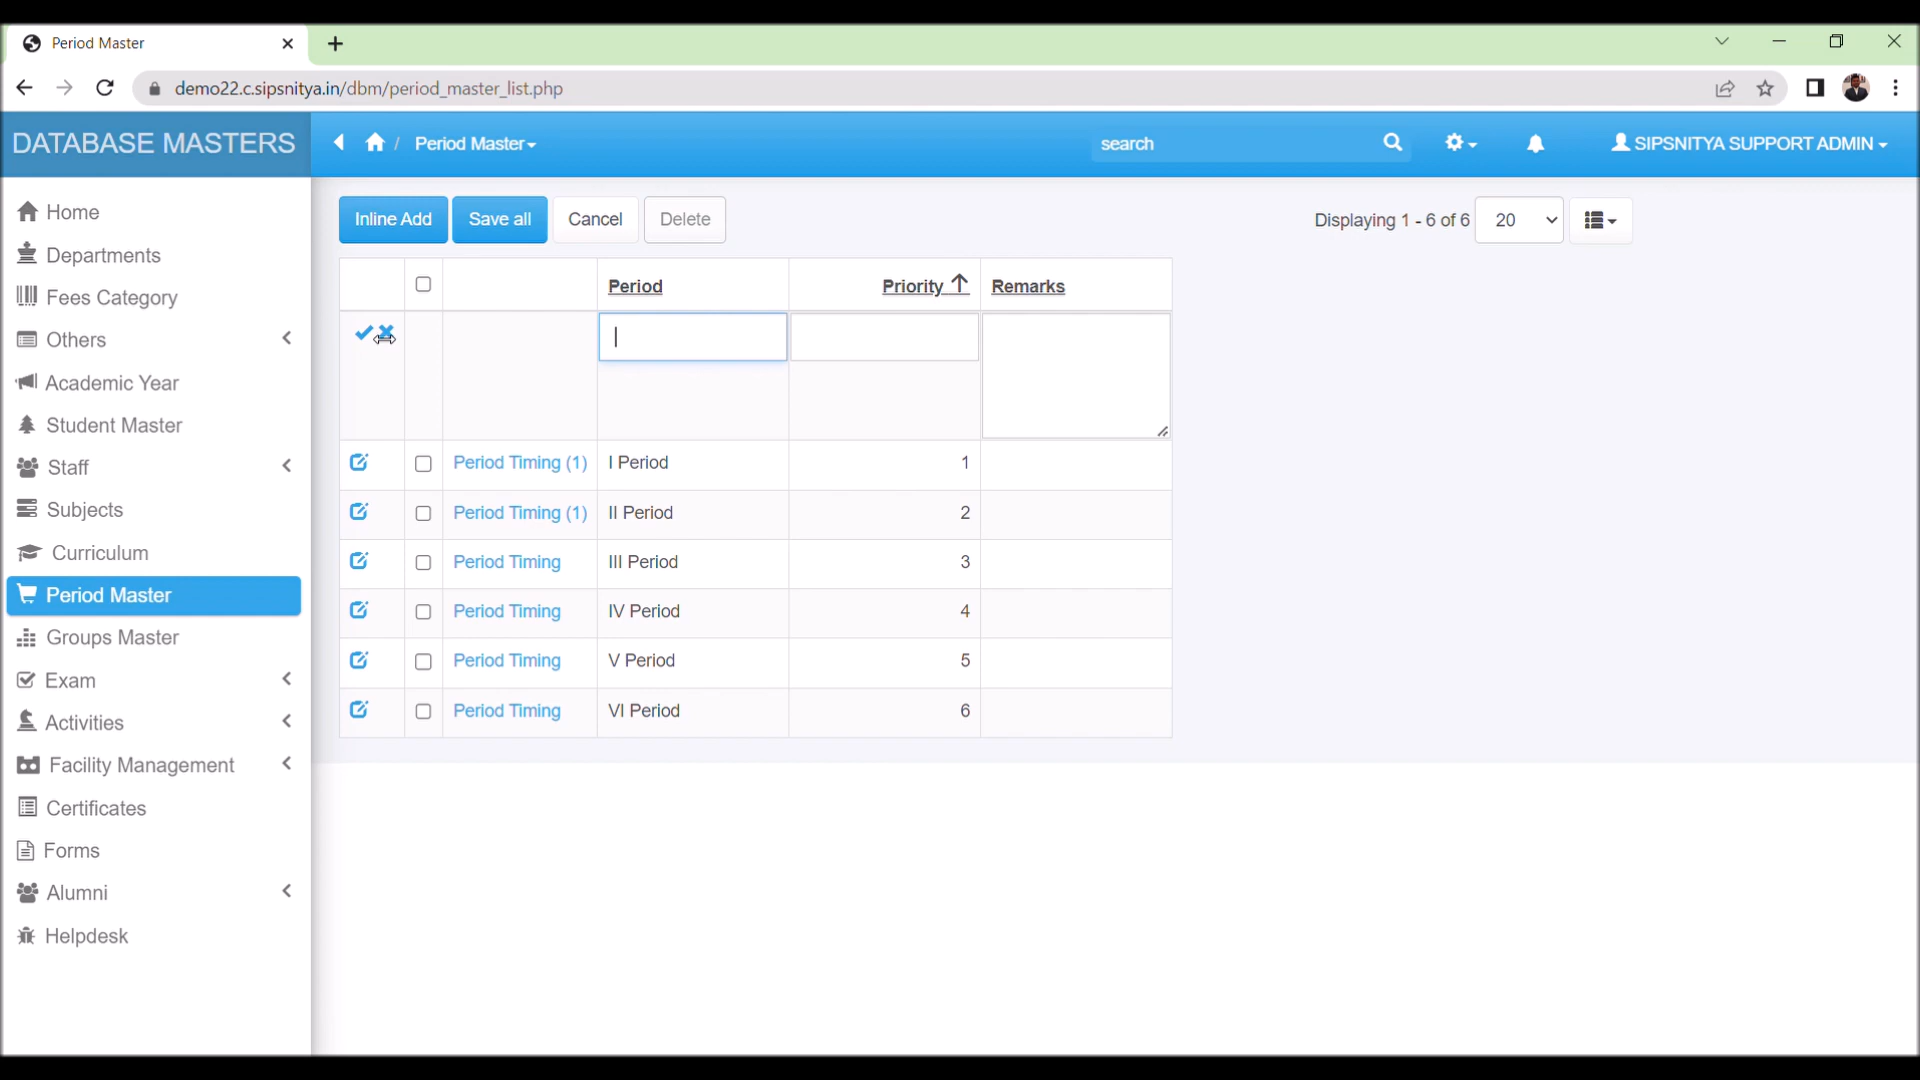 Period Master
demo22.c.sipsnitya.in/dbm/period_master_list.php
DATABASE MASTERS
/ Period Master
search
SIPSNITYA SUPPORT ADMIN
Home
Departments
Fees Category
Others
Academic Year
Student Master
Staff
Subjects
Curriculum
Period Master
Groups Master
Exam
Activities
Facility Management
Certificates
Forms
Alumni
Helpdesk
Inline Add Save all Cancel Delete
Displaying 1 - 6 of 6 20
Period Priority Remarks
Period Timing (1) I Period 1
Period Timing (1) II Period 2
Period Timing III Period 3
Period Timing IV Period 4
Period Timing V Period 5
Period Timing VI Period 6